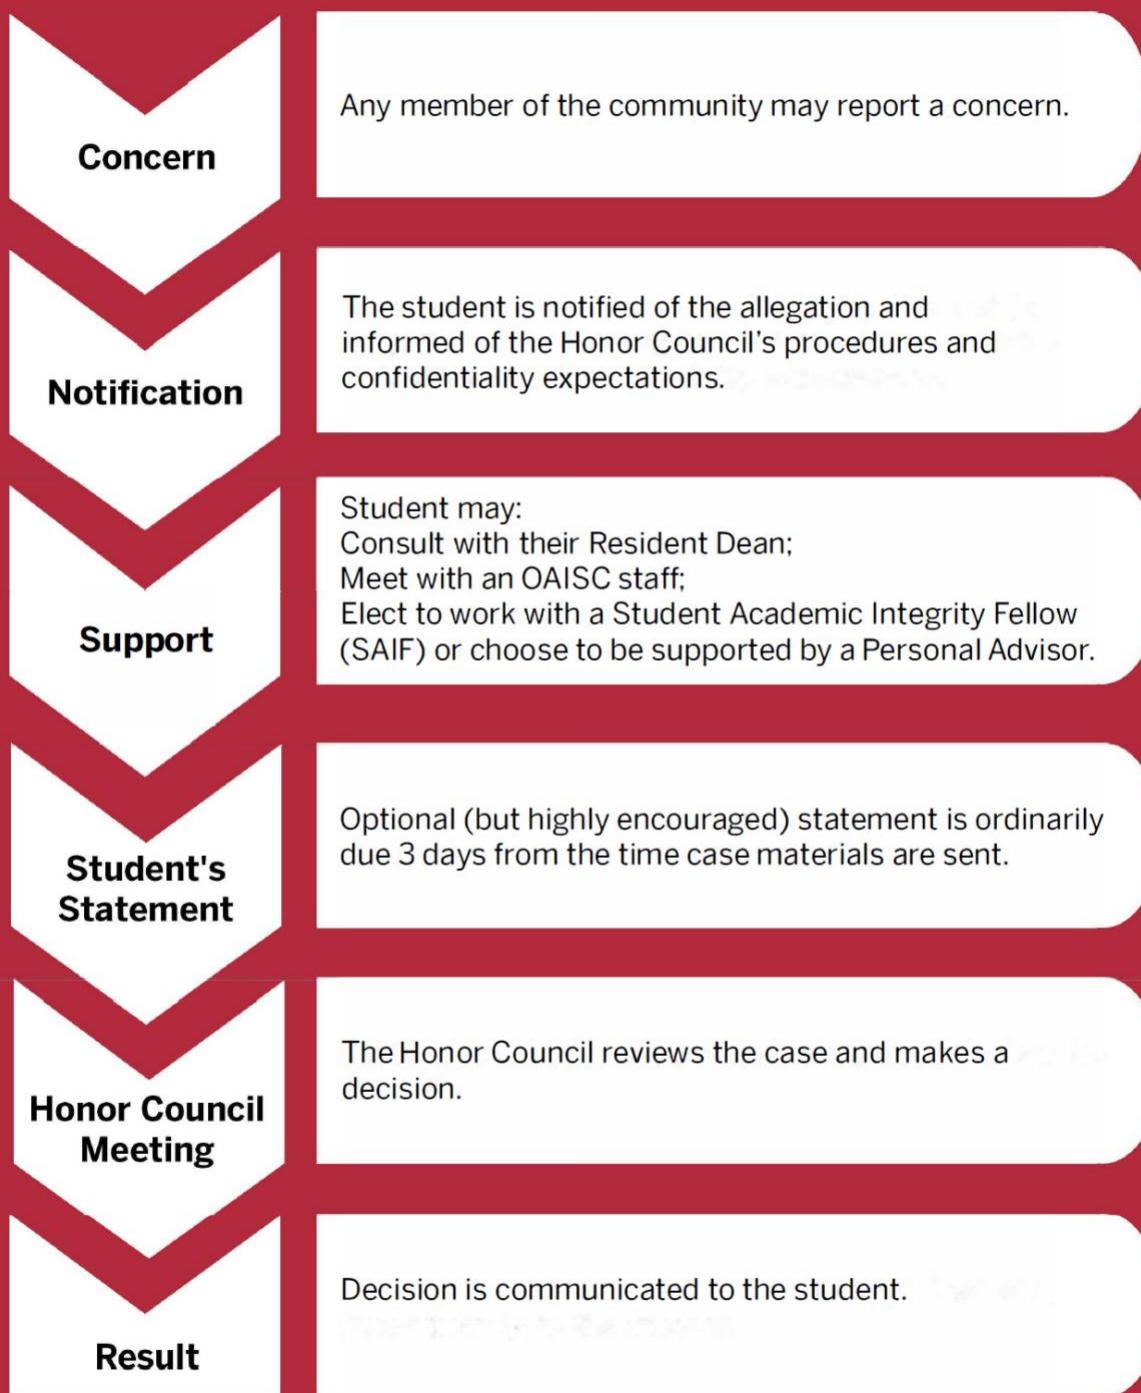 Concern
Any member of the community may report a concern.
Notification
The student is notified of the allegation and
informed of the Honor Council's procedures and
confidentiality expectations.
Support
Student may:
Consult with their Resident Dean;
Meet with an OAISC staff;
Elect to work with a Student Academic Integrity Fellow
(SAIF) or choose to be supported by a Personal Advisor.
Student's
Statement
Optional (but highly encouraged) statement is ordinarily
due 3 days from the time case materials are sent.
Honor Council
Meeting
The Honor Council reviews the case and makes a
decision.
Result
Decision is communicated to the student.